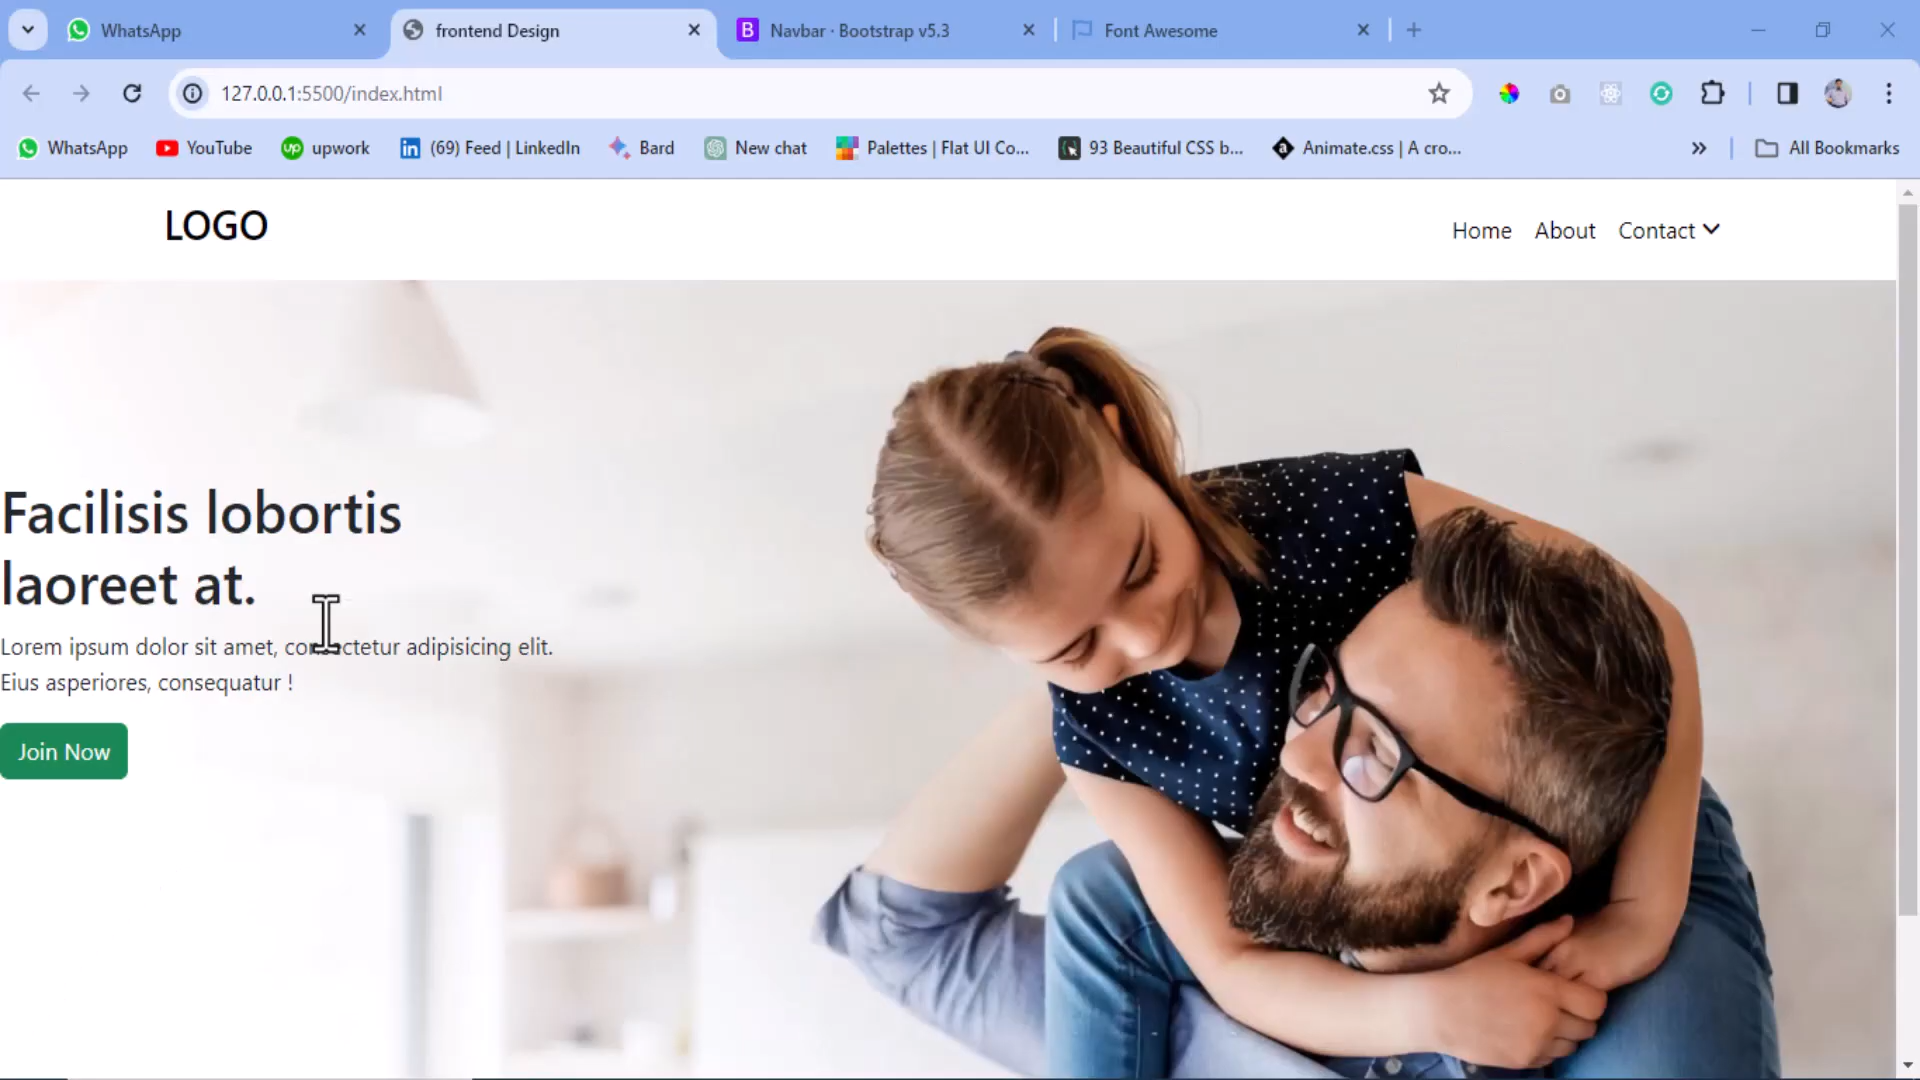 WhatsApp
frontend Design
Navbar · Bootstrap v5.3
Font Awesome
127.0.0.1:5500/index.html
WhatsApp
YouTube
upwork
(69) Feed | LinkedIn
Bard
New chat
Palettes | Flat UI Co...
93 Beautiful CSS b...
Animate.css | A cro...
All Bookmarks
LOGO
Home
About
Contact
Facilisis lobortis
laoreet at.
Lorem ipsum dolor sit amet, consectetur adipisicing elit.
Eius asperiores, consequatur !
Join Now